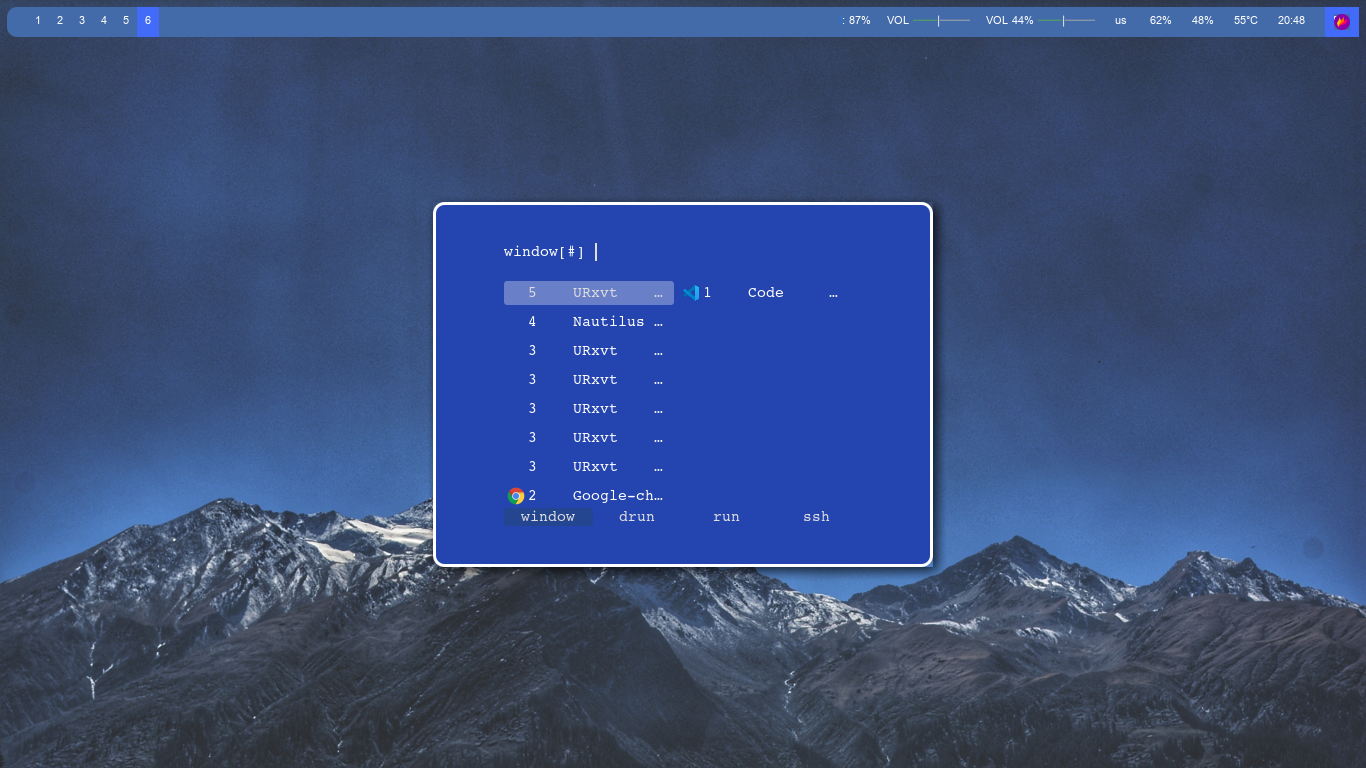 1 2 3 4 5 6 : 87% VOL VOL 44% us 62% 48% 55°C 20:48
window[#]
5 URxvt … 1 Code …
4 Nautilus …
3 URxvt …
3 URxvt …
3 URxvt …
3 URxvt …
3 URxvt …
2 Google-ch…
window drun run ssh